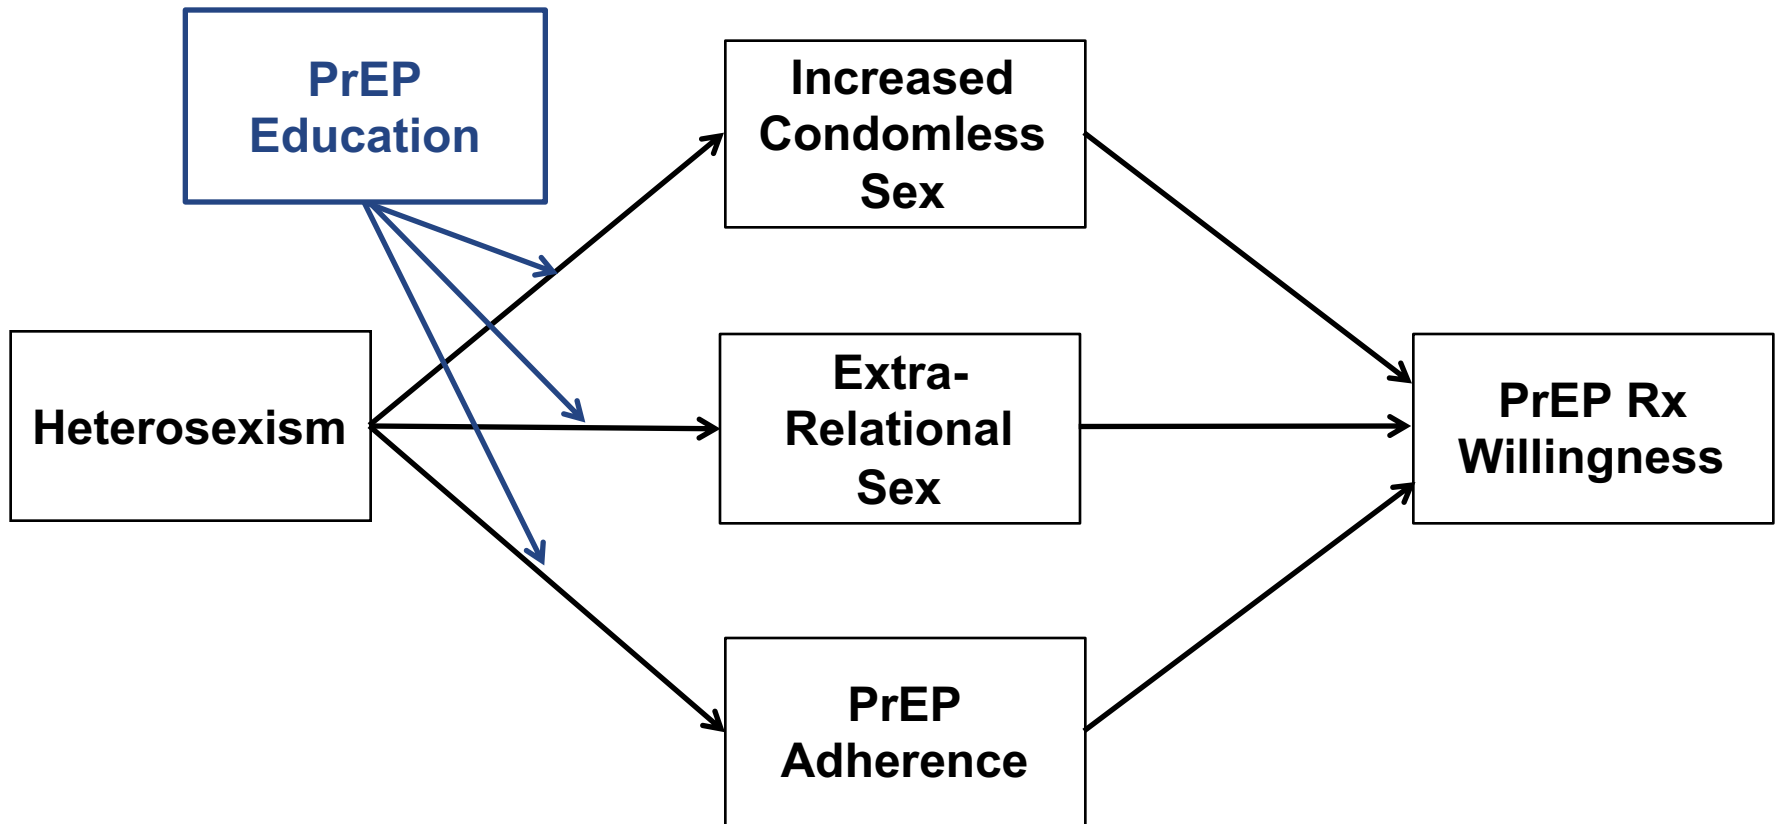 PrEP
Education
Increased
Condomless
Sex
Heterosexism
Extra-
Relational
Sex
PrEP Rx
Willingness
PrEP
Adherence